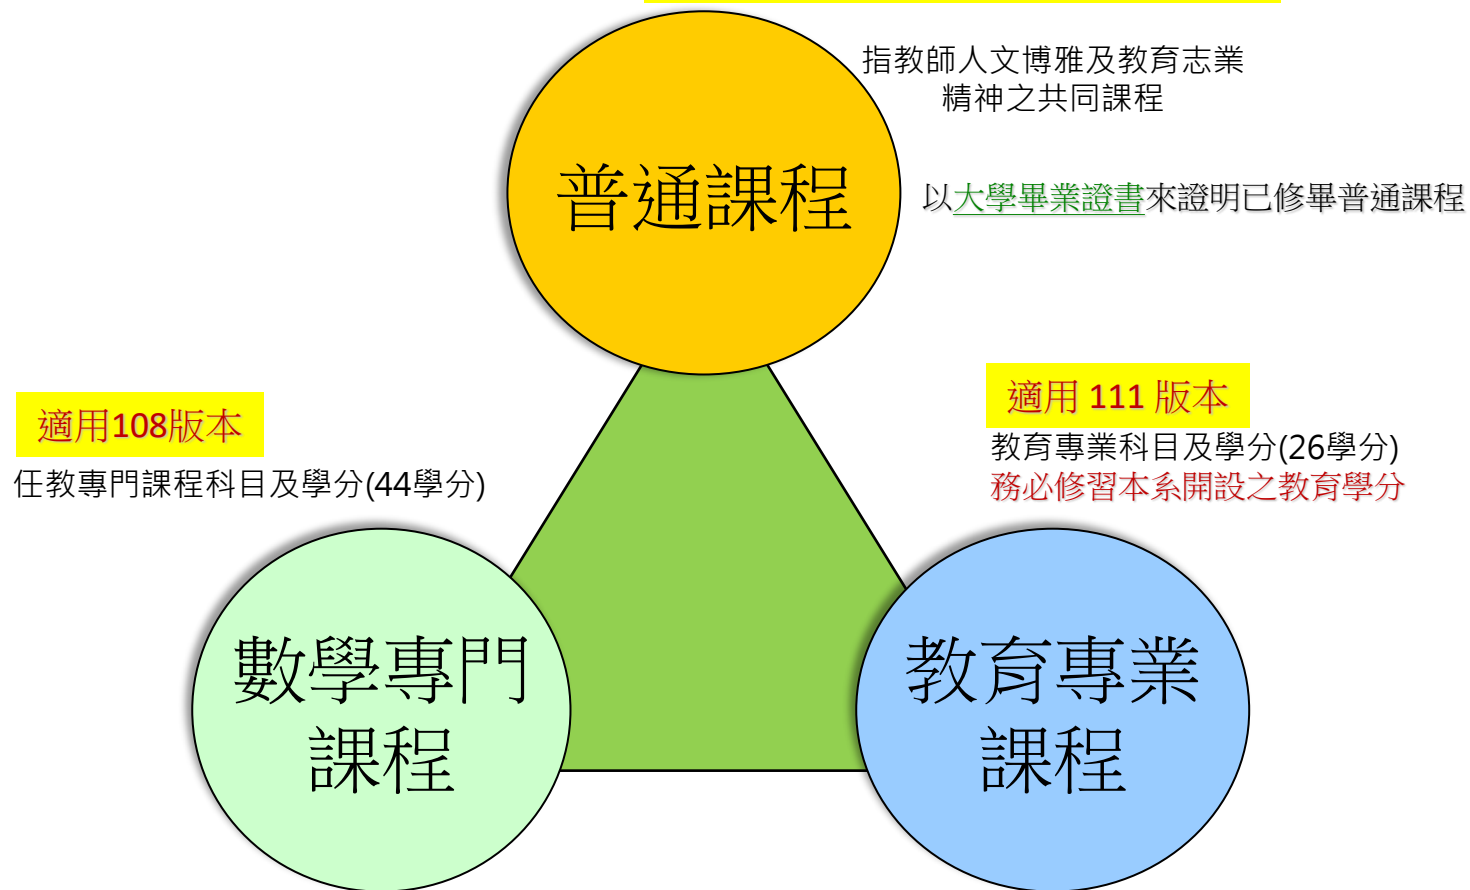 指教師人文博雅及教育志業
精神之共同課程
普通課程
以大學畢業證書來證明已修畢普通課程
適用108版本
任教專門課程科目及學分(44學分)
適用 111 版本
教育專業科目及學分(26學分)
務必修習本系開設之教育學分
數學專門
課程
教育專業
課程